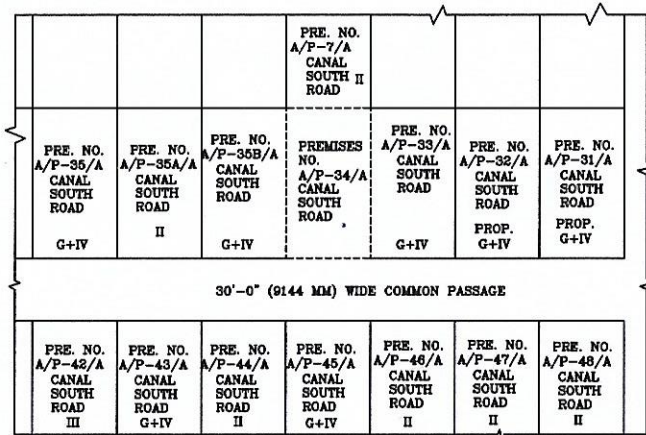 PRE. NO.
A/P-7/A
CANAL
SOUTH II
ROAD
PRE. NO.
A/P-35/A
CANAL
SOUTH
ROAD
G+IV
PRE. NO.
A/P-35A/A
CANAL
SOUTH
ROAD
II
PRE. NO.
A/P-35B/A
CANAL
SOUTH
ROAD
G+IV
PREMISES
NO.
A/P-34/A
CANAL
SOUTH
ROAD
PRE. NO.
A/P-33/A
CANAL
SOUTH
ROAD
G+IV
PRE. NO.
A/P-32/A
CANAL
SOUTH
ROAD
PROP.
G+IV
PRE. NO.
A/P-31/A
CANAL
SOUTH
ROAD
PROP.
G+IV
30'-0" (9144 MM) WIDE COMMON PASSAGE
PRE. NO.
A/P-42/A
CANAL
SOUTH
ROAD
III
PRE. NO.
A/P-43/A
CANAL
SOUTH
ROAD
G+IV
PRE. NO.
A/P-44/A
CANAL
SOUTH
ROAD
II
PRE. NO.
A/P-45/A
CANAL
SOUTH
ROAD
G+IV
PRE. NO.
A/P-46/A
CANAL
SOUTH
ROAD
II
PRE. NO.
A/P-47/A
CANAL
SOUTH
ROAD
II
PRE. NO.
A/P-48/A
CANAL
SOUTH
ROAD
II